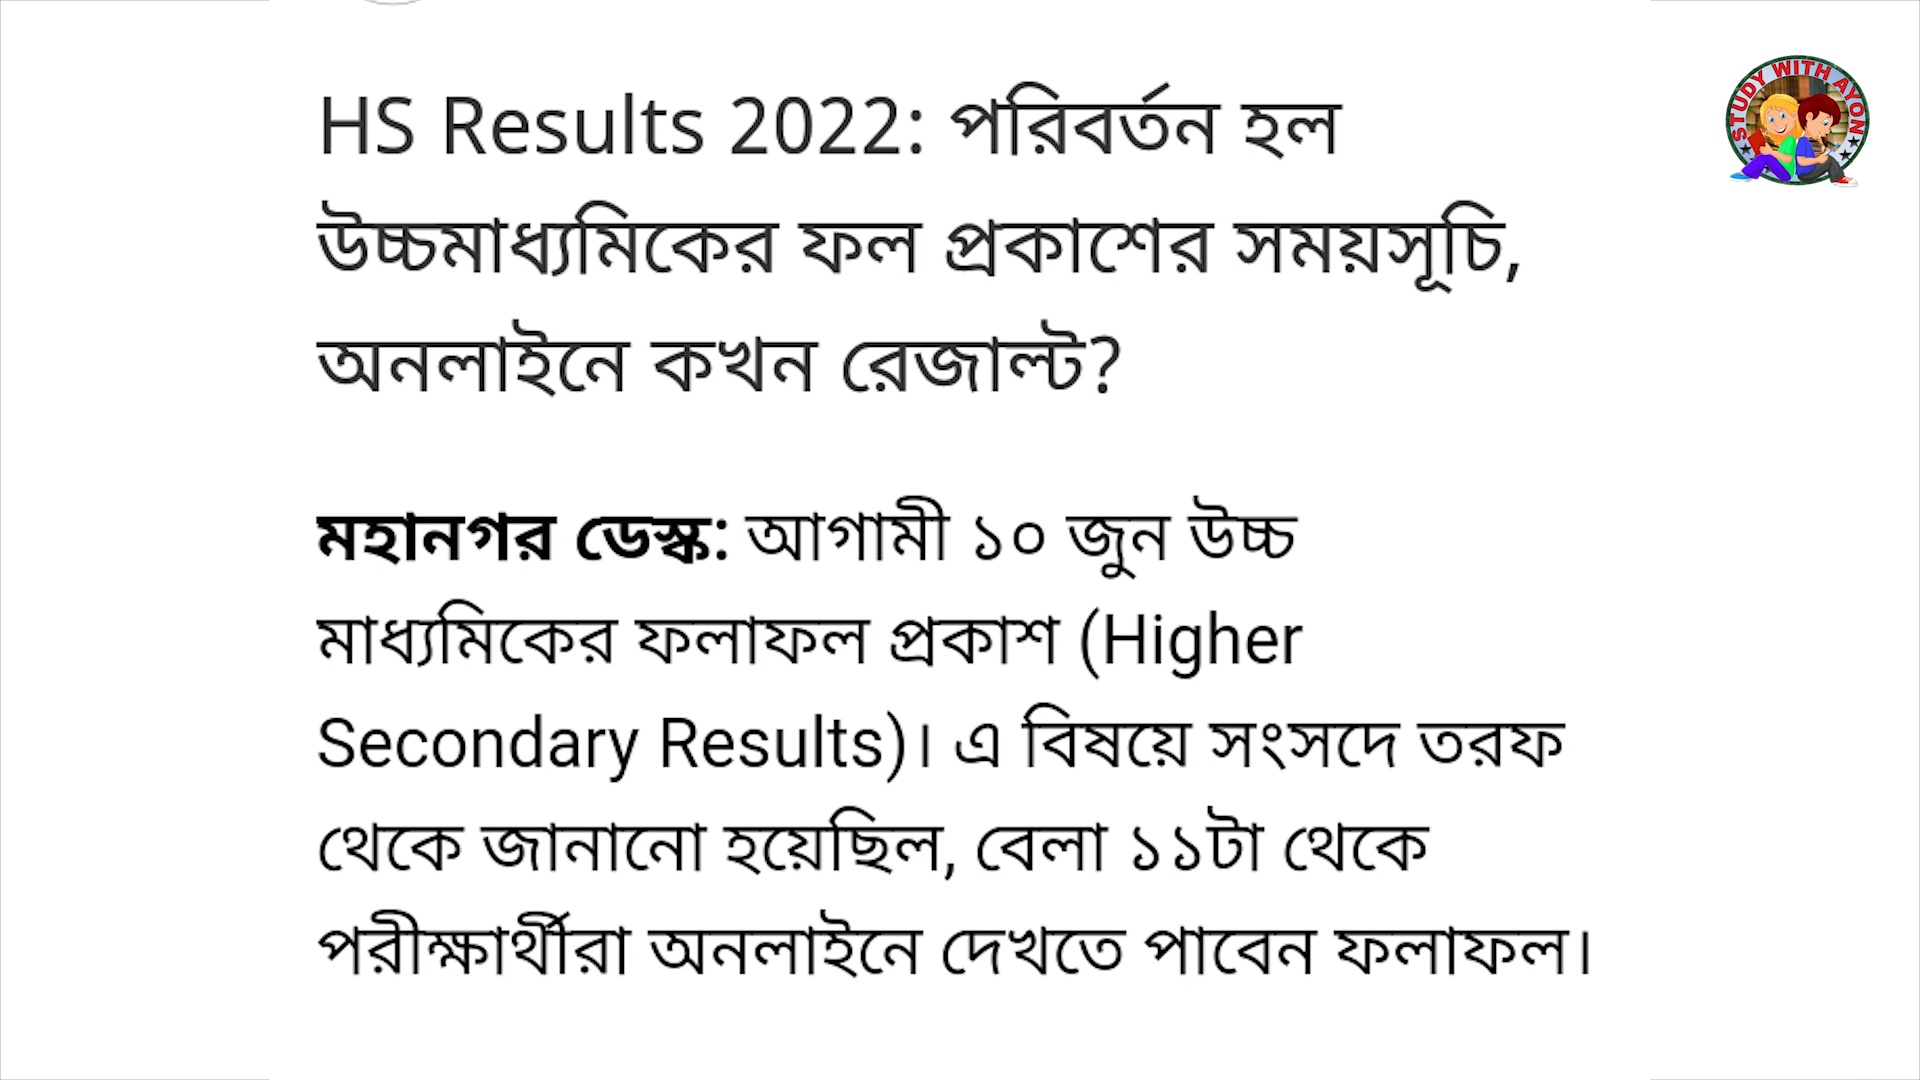 HS Results 2022: পরিবর্তন হল
উচ্চমাধ্যমিকের ফল প্রকাশের সময়সূচি,
অনলাইনে কখন রেজাল্ট?
মহানগর ডেস্ক: আগামী ১০ জুন উচ্চ
মাধ্যমিকের ফলাফল প্রকাশ (Higher
Secondary Results)। এ বিষয়ে সংসদে তরফ
থেকে জানানো হয়েছিল, বেলা ১১টা থেকে
পরীক্ষার্থীরা অনলাইনে দেখতে পাবেন ফলাফল।
STUDY WITH AYON